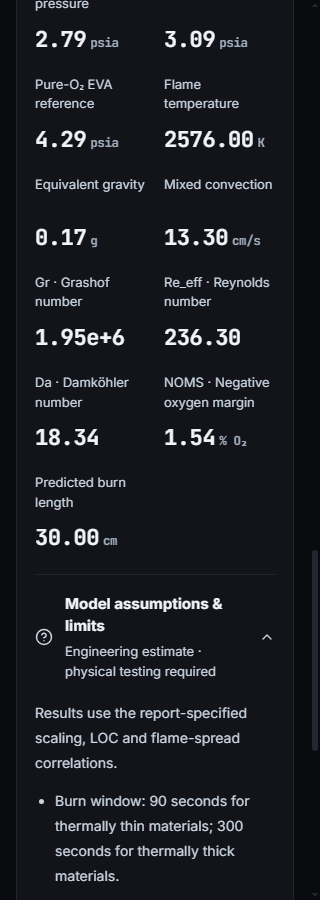 pressure
2.79 psia 3.09 psia
Pure-O₂ EVA Flame
reference temperature
4.29 psia 2576.00 K
Equivalent gravity Mixed convection
0.17 g 13.30 cm/s
Gr · Grashof Re_eff · Reynolds
number number
1.95e+6 236.30
Da · Damköhler NOMS · Negative
number oxygen margin
18.34 1.54 % O₂
Predicted burn
length
30.00 cm
Model assumptions &
limits
Engineering estimate ·
physical testing required
Results use the report-specified
scaling, LOC and flame-spread
correlations.
• Burn window: 90 seconds for
thermally thin materials; 300
seconds for thermally thick
materials.